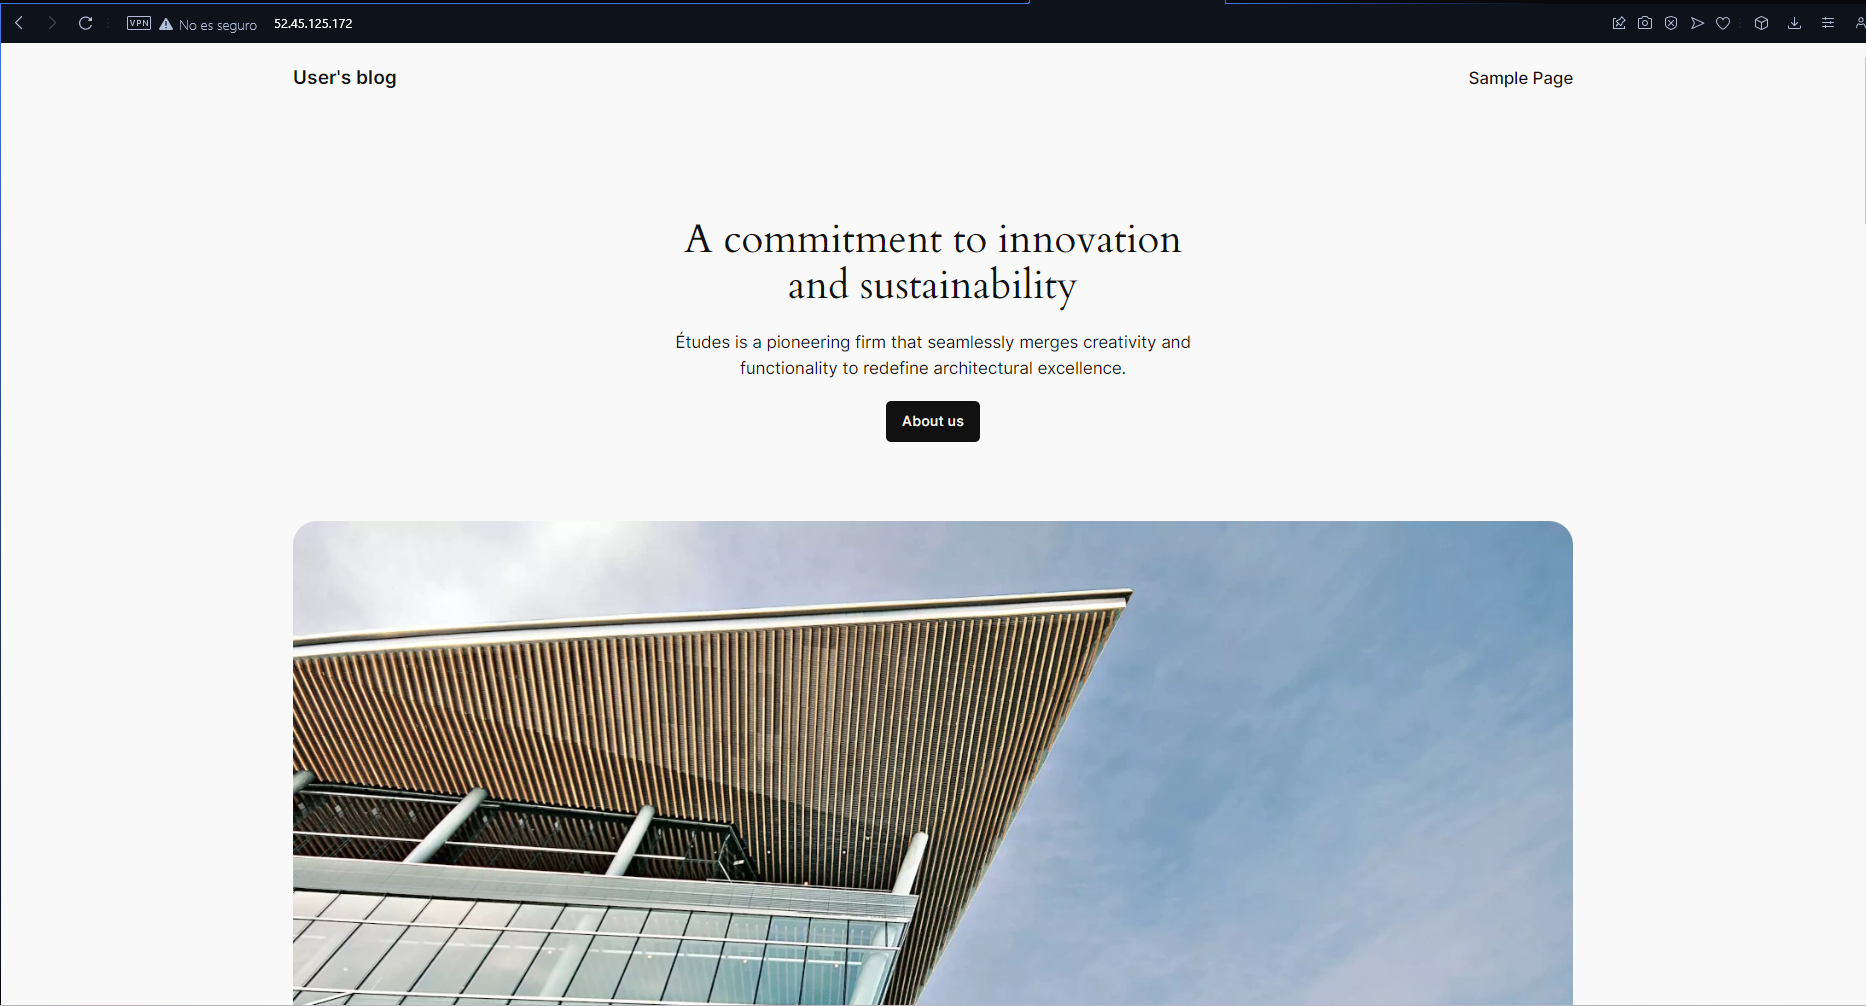 VPN No es seguro 52.45.125.172
User's blog Sample Page
A commitment to innovation
and sustainability
Études is a pioneering firm that seamlessly merges creativity and
functionality to redefine architectural excellence.
About us